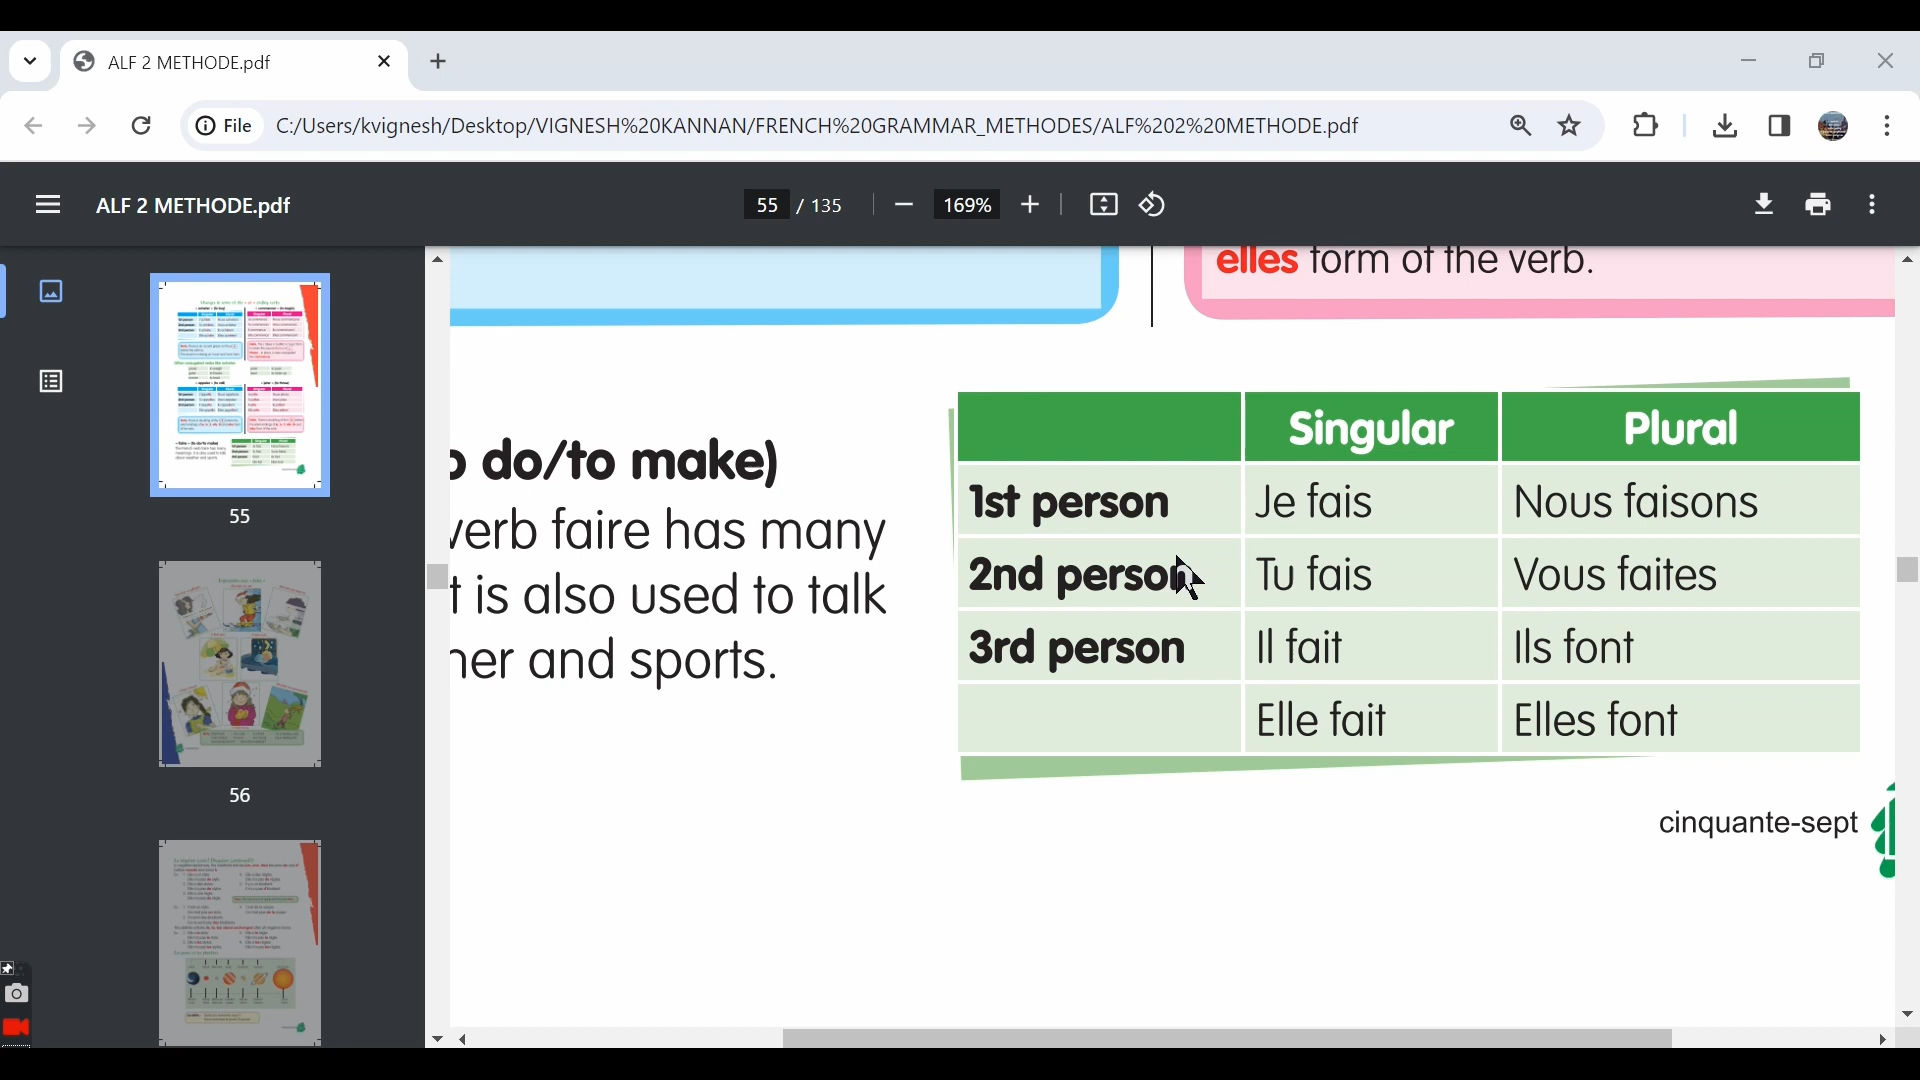 ALF 2 METHODE.pdf
File
C:/Users/kvignesh/Desktop/VIGNESH%20KANNAN/FRENCH%20GRAMMAR_METHODES/ALF%202%20METHODE.pdf
ALF 2 METHODE.pdf
55 / 135
169%
55
56
elles form of the verb.
do/to make)
verb faire has many
t is also used to talk
her and sports.
Singular Plural
1st person Je fais Nous faisons
2nd person Tu fais Vous faites
3rd person Il fait Ils font
Elle fait Elles font
cinquante-sept